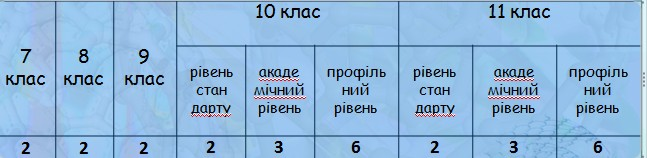 10 клас
11 клас
7
клас
8
клас
9
клас
рівень
стан
дарту
акаде
мічний
рівень
профіль
ний
рівень
рівень
стан
дарту
акаде
мічний
рівень
профіль
ний
рівень
2 2 2 2 3 6 2 3 6